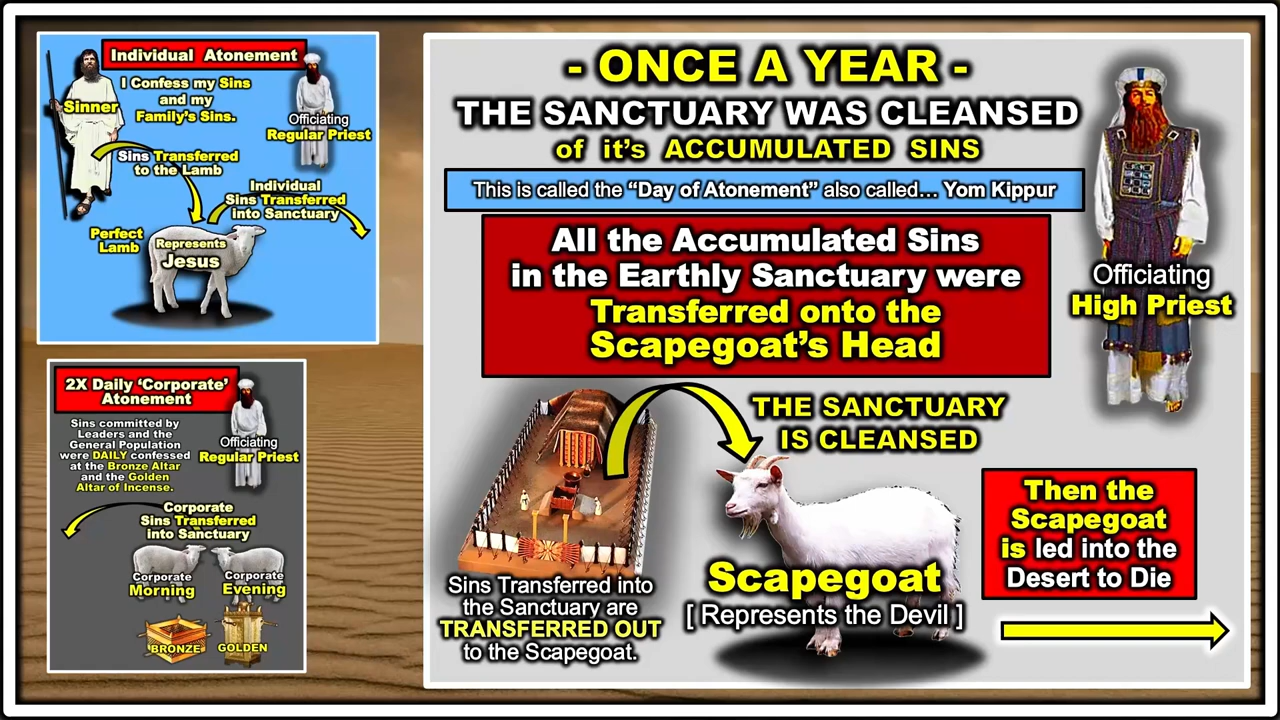 Individual Atonement
I Confess my Sins
and my
Family's Sins.
Sinner
Officiating
Regular Priest
Sins Transferred
to the Lamb
Individual
Sins Transferred
into Sanctuary
Perfect
Lamb
Represents
Jesus
2X Daily ‘Corporate’
Atonement
Sins committed by
Leaders and the
General Population
were DAILY confessed
at the Bronze Altar
and the Golden
Altar of Incense.
Officiating
Regular Priest
Corporate
Sins Transferred
into Sanctuary
Corporate
Morning
Corporate
Evening
BRONZE
GOLDEN
- ONCE A YEAR -
THE SANCTUARY WAS CLEANSED
of it's ACCUMULATED SINS
This is called the “Day of Atonement” also called... Yom Kippur
All the Accumulated Sins
in the Earthly Sanctuary were
Transferred onto the
Scapegoat's Head
Officiating
High Priest
THE SANCTUARY
IS CLEANSED
Sins Transferred into
the Sanctuary are
TRANSFERRED OUT
to the Scapegoat.
Scapegoat
[ Represents the Devil ]
Then the
Scapegoat
is led into the
Desert to Die